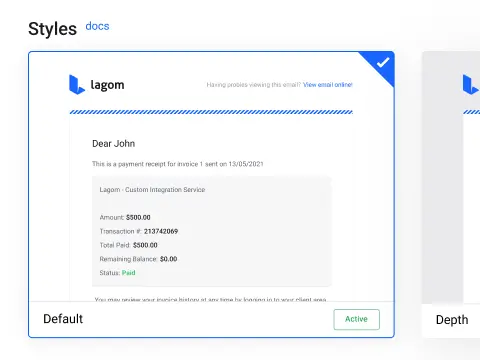 Styles docs
lagom
Having probles viewing this email? View email online!
Dear John
This is a payment receipt for invoice 1 sent on 13/05/2021
Lagom - Custom Integration Service
Amount: $500.00
Transaction #: 213742069
Total Paid: $500.00
Remaining Balance: $0.00
Status: Paid
You may review your invoice history at any time by logging in to your client area
Default
Active
Depth